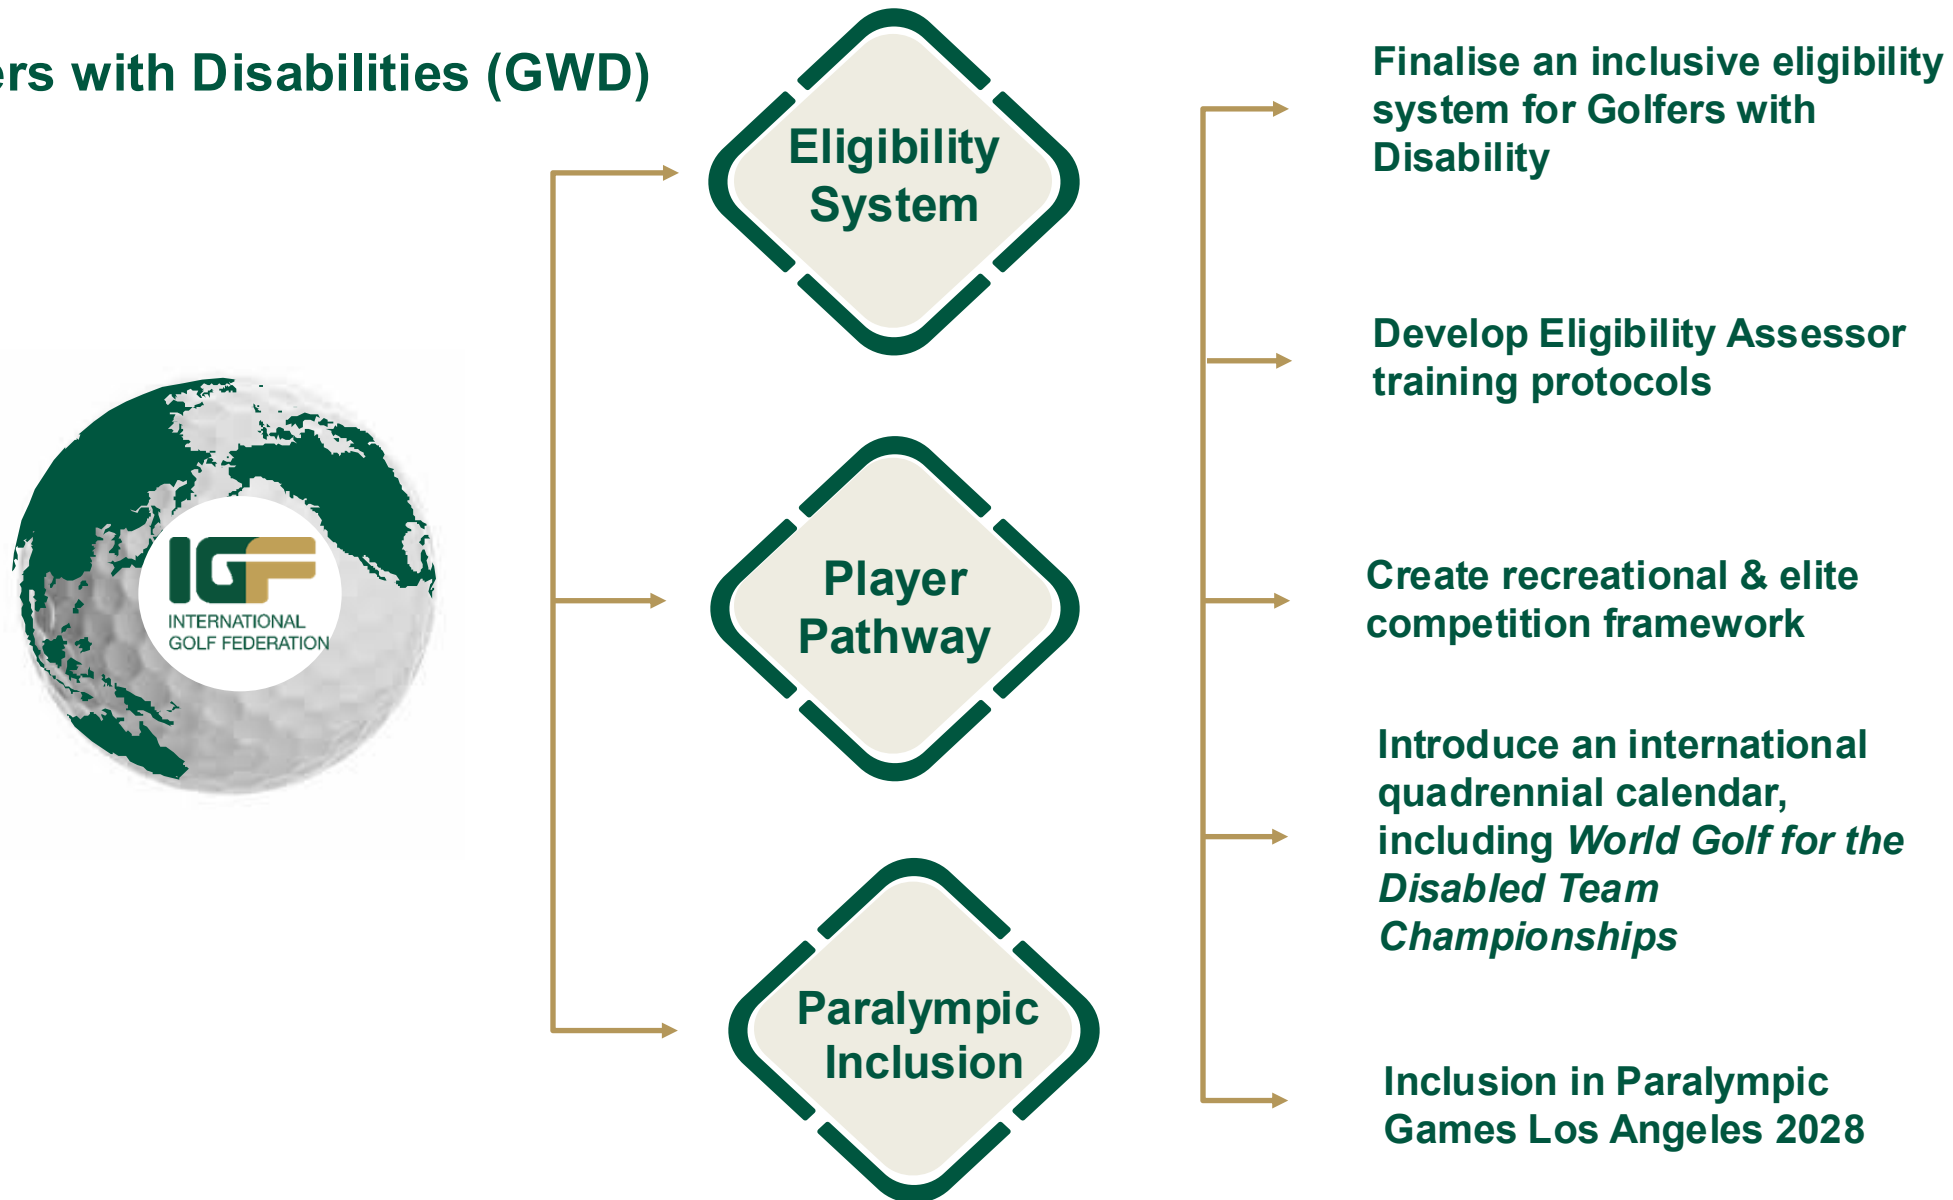 ers with Disabilities (GWD)
Eligibility
System
Player
Pathway
Paralympic
Inclusion
IGF
INTERNATIONAL
GOLF FEDERATION
Finalise an inclusive eligibility
system for Golfers with
Disability
Develop Eligibility Assessor
training protocols
Create recreational & elite
competition framework
Introduce an international
quadrennial calendar,
including World Golf for the
Disabled Team
Championships
Inclusion in Paralympic
Games Los Angeles 2028